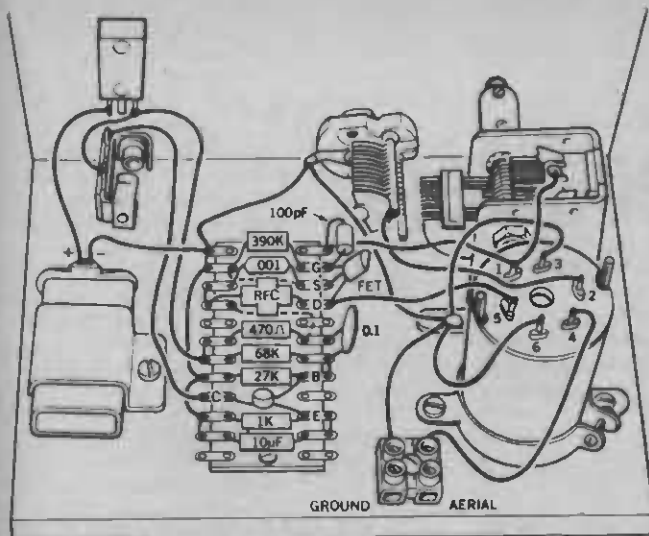 100pF
390K
001
G
S
RFC
D
FET
470Ω
0.1
68K
27K
B
C
E
1K
10µF
+ -
1
3
2
5
4
6
GROUND
AERIAL